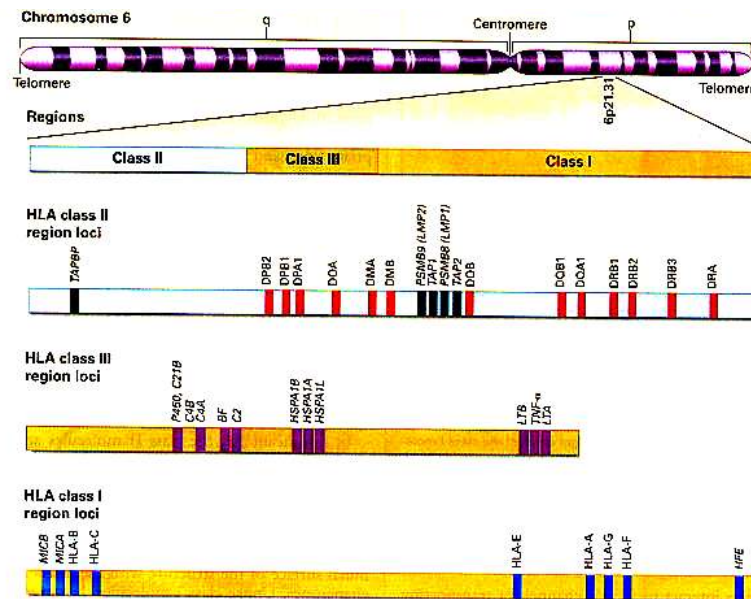 Chromosome 6
q
Centromere
p
Telomere
Telomere
6p21.31
Regions
Class II
Class III
Class I
HLA class II
region loci
TAPBP
DPB2
DPB1
DPA1
DOA
DMA
DMB
PSMB9 (LMP2)
TAP1
PSMB8 (LMP1)
TAP2
DOB
DQB1
DQA1
DRB1
DRB2
DRB3
DRA
HLA class III
region loci
P450, C21B
C4B
C4A
BF
C2
HSPA1B
HSPA1A
HSPA1L
LTB
TNF-α
LTA
HLA class I
region loci
MICB
MICA
HLA-B
HLA-C
HLA-E
HLA-A
HLA-G
HLA-F
HFE